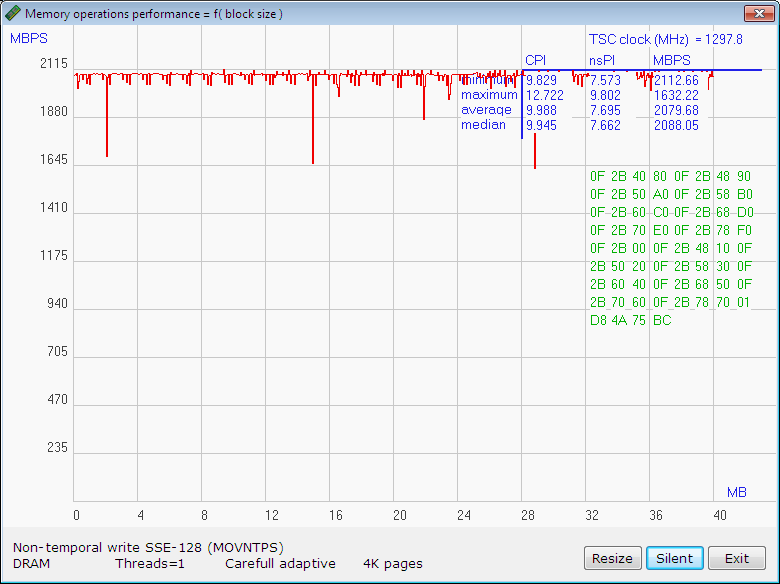 Memory operations performance = f( block size )
MBPS
TSC clock (MHz) = 1297.8
CPI nsPI MBPS
2115
minimum 9.829 7.573 2112.66
maximum 12.722 9.802 1632.22
average 9.988 7.695 2079.68
median 9.945 7.662 2088.05
1880
1645
0F 2B 40 80 0F 2B 48 90
0F 2B 50 A0 0F 2B 58 B0
0F 2B 60 C0 0F 2B 68 D0
0F 2B 70 E0 0F 2B 78 F0
0F 2B 00 0F 2B 48 10 0F
2B 50 20 0F 2B 58 30 0F
2B 60 40 0F 2B 68 50 0F
2B 70 60 0F 2B 78 70 01
D8 4A 75 BC
1410
1175
940
705
470
235
MB
0 4 8 12 16 20 24 28 32 36 40
Non-temporal write SSE-128 (MOVNTPS)
DRAM Threads=1 Carefull adaptive 4K pages
Resize Silent Exit